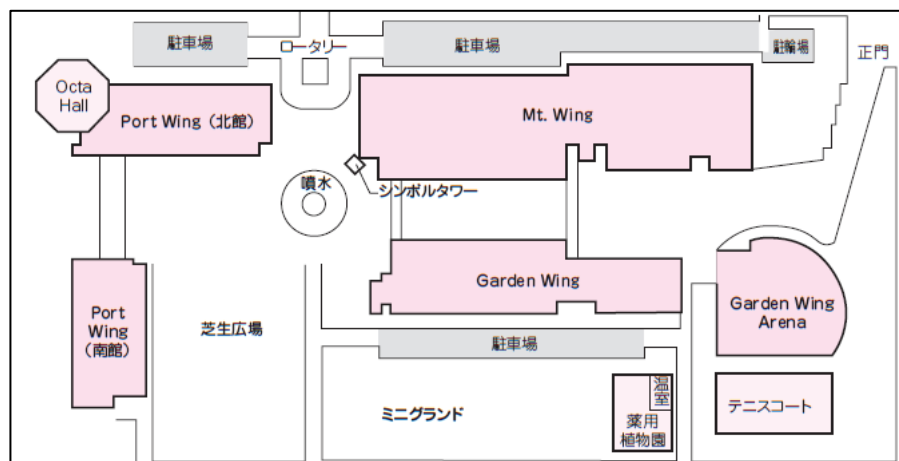 駐車場
ロータリー
駐車場
駐輪場
正門
Octa
Hall
Port Wing（北館）
Mt. Wing
噴水
シンボルタワー
Port
Wing
（南館）
芝生広場
Garden Wing
Garden Wing
Arena
駐車場
ミニグランド
温室
薬用
植物園
テニスコート